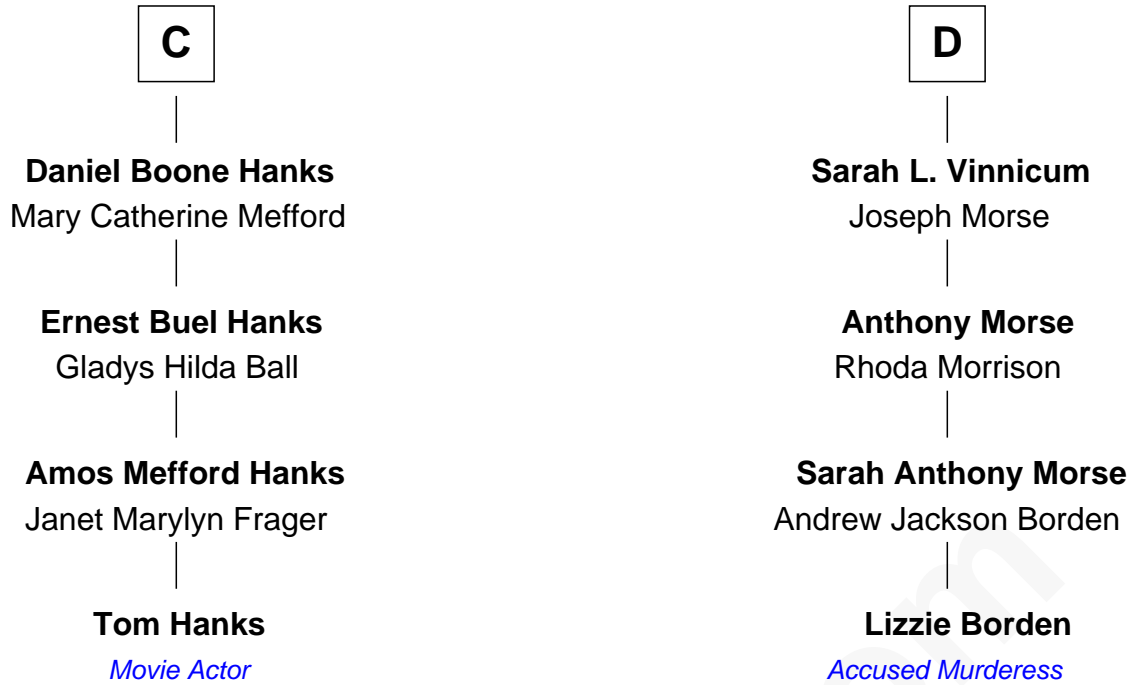 C
Daniel Boone Hanks
Mary Catherine Mefford
Ernest Buel Hanks
Gladys Hilda Ball
Amos Mefford Hanks
Janet Marylyn Frager
Tom Hanks
Movie Actor
D
Sarah L. Vinnicum
Joseph Morse
Anthony Morse
Rhoda Morrison
Sarah Anthony Morse
Andrew Jackson Borden
Lizzie Borden
Accused Murderess